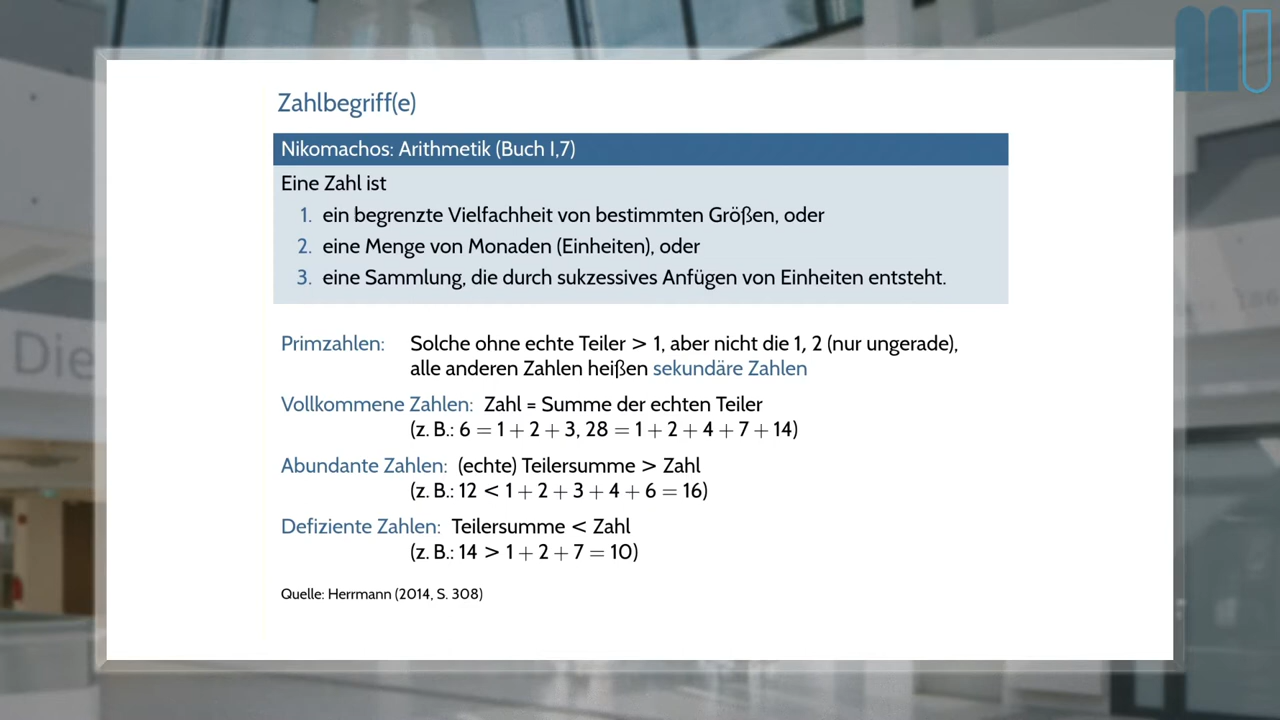 Zahlbegriff(e)
Nikomachos: Arithmetik (Buch I,7)
Eine Zahl ist
1. ein begrenzte Vielfachheit von bestimmten Größen, oder
2. eine Menge von Monaden (Einheiten), oder
3. eine Sammlung, die durch sukzessives Anfügen von Einheiten entsteht.
Primzahlen: Solche ohne echte Teiler > 1, aber nicht die 1, 2 (nur ungerade),
alle anderen Zahlen heißen sekundäre Zahlen
Vollkommene Zahlen: Zahl = Summe der echten Teiler
(z. B.: 6 = 1 + 2 + 3, 28 = 1 + 2 + 4 + 7 + 14)
Abundante Zahlen: (echte) Teilersumme > Zahl
(z. B.: 12 < 1 + 2 + 3 + 4 + 6 = 16)
Defiziente Zahlen: Teilersumme < Zahl
(z. B.: 14 > 1 + 2 + 7 = 10)
Quelle: Herrmann (2014, S. 308)
Die